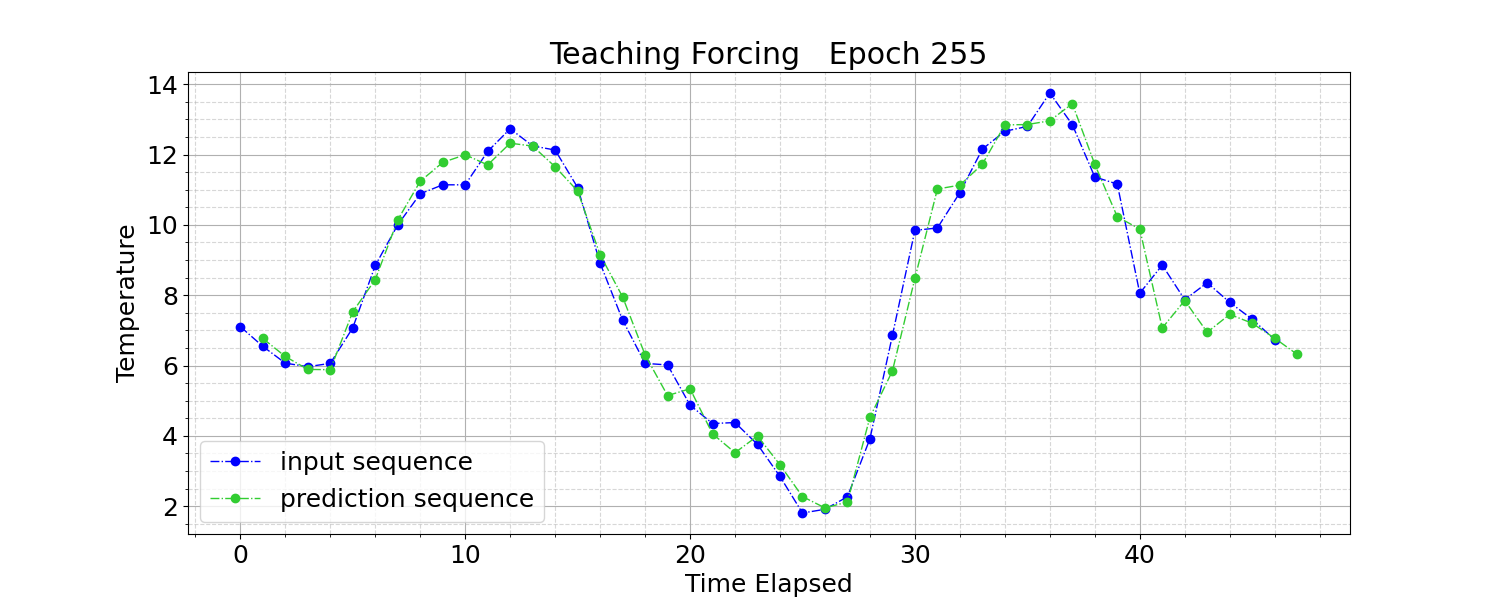 Teaching Forcing   Epoch 255
14
12
10
8
6
4
2
Temperature
input sequence
prediction sequence
0 10 20 30 40
Time Elapsed